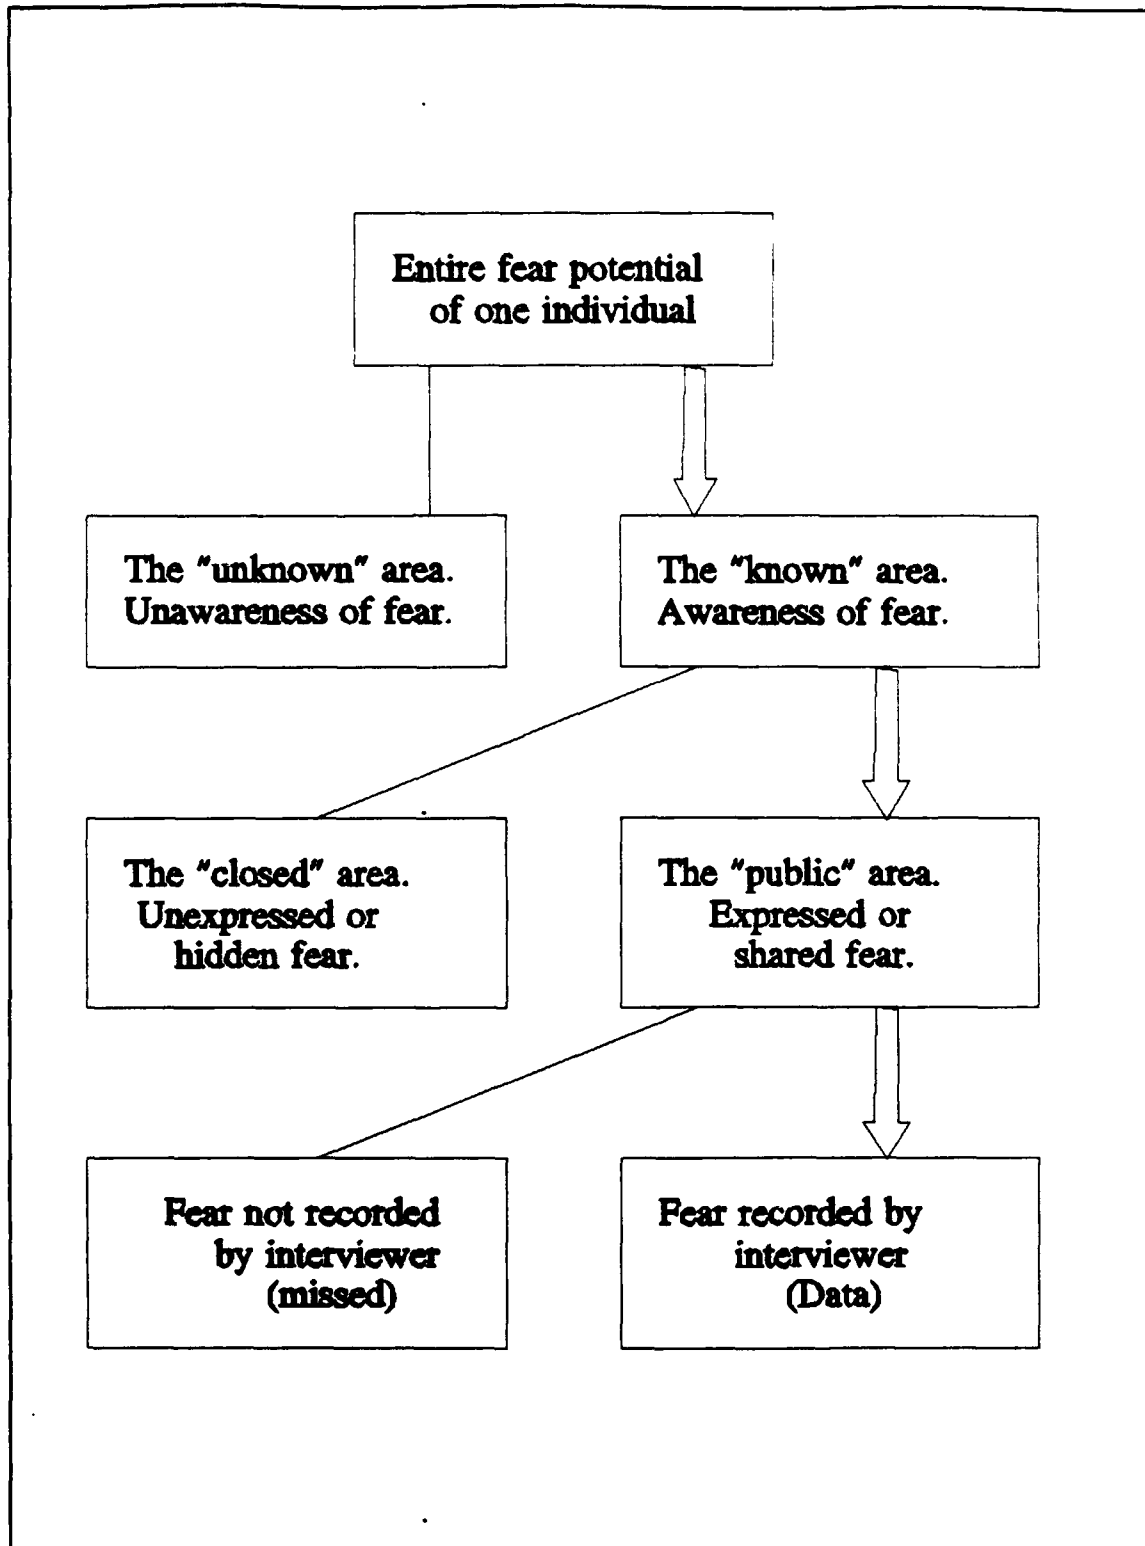 Entire fear potential
of one individual
The "unknown" area.
Unawareness of fear.
The "known" area.
Awareness of fear.
The "closed" area.
Unexpressed or
hidden fear.
The "public" area.
Expressed or
shared fear.
Fear not recorded
by interviewer
(missed)
Fear recorded by
interviewer
(Data)